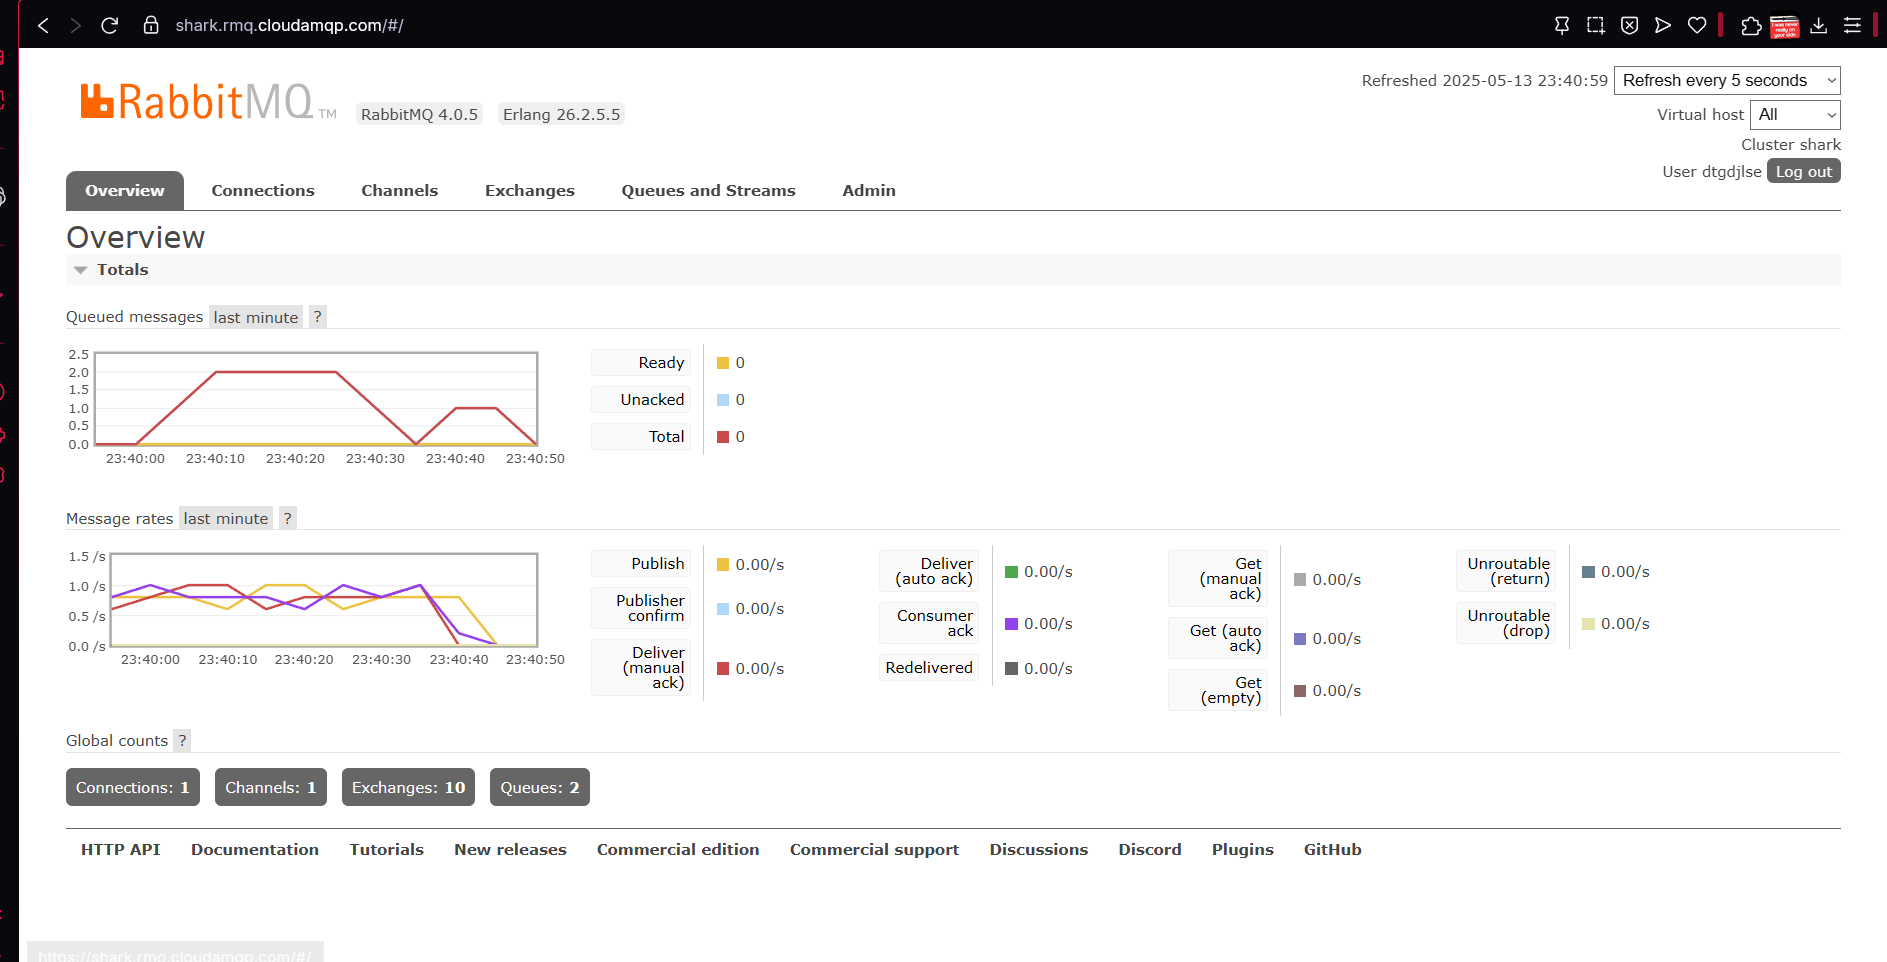 shark.rmq.cloudamqp.com/#/
RabbitMQ TM
RabbitMQ 4.0.5 Erlang 26.2.5.5
Refreshed 2025-05-13 23:40:59 Refresh every 5 seconds
Virtual host All
Cluster shark
User dtgdjlse Log out
Overview Connections Channels Exchanges Queues and Streams Admin
Overview
Totals
Queued messages last minute ?
2.5
2.0
1.5
1.0
0.5
0.0
23:40:00 23:40:10 23:40:20 23:40:30 23:40:40 23:40:50
Ready 0
Unacked 0
Total 0
Message rates last minute ?
1.5 /s
1.0 /s
0.5 /s
0.0 /s
23:40:00 23:40:10 23:40:20 23:40:30 23:40:40 23:40:50
Publish 0.00/s
Publisher
confirm 0.00/s
Deliver
(manual
ack) 0.00/s
Deliver
(auto ack) 0.00/s
Consumer
ack 0.00/s
Redelivered 0.00/s
Get
(manual
ack) 0.00/s
Get (auto
ack) 0.00/s
Get
(empty) 0.00/s
Unroutable
(return) 0.00/s
Unroutable
(drop) 0.00/s
Global counts ?
Connections: 1 Channels: 1 Exchanges: 10 Queues: 2
HTTP API Documentation Tutorials New releases Commercial edition Commercial support Discussions Discord Plugins GitHub
https://shark.rmq.cloudamqp.com/#/